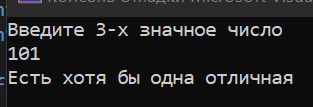 Введите 3-х значное число
101
Есть хотя бы одна отличная